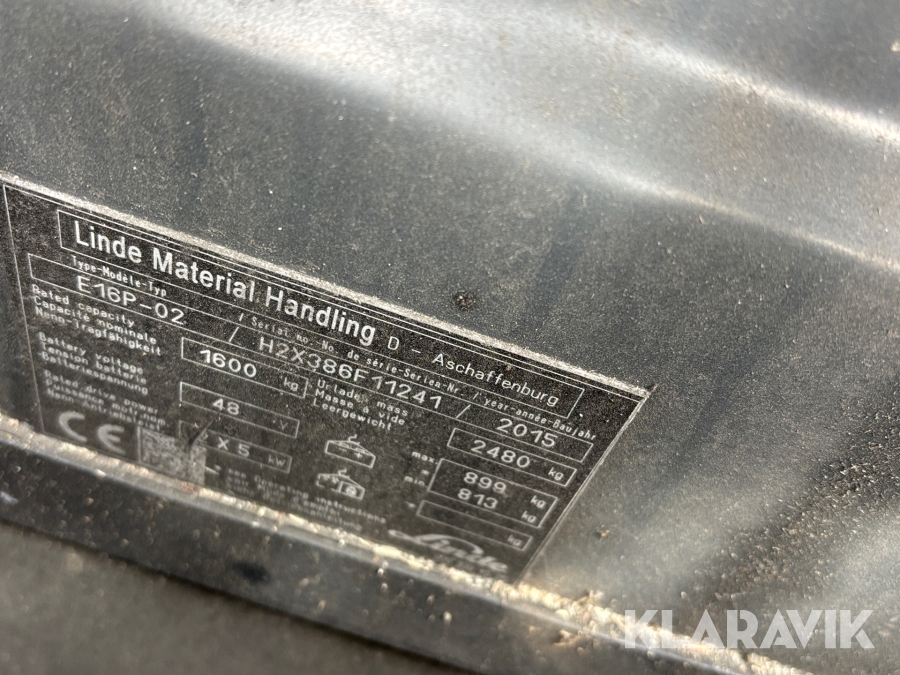 Linde Material Handling D - Aschaffenburg
Type-Modèle-Typ / Serial no.-No. de série-Serien-Nr. / year-année-Baujahr
E16P-02 / H2X386F11241 / 2015
Rated capacity
Capacité nominale
Nenn-Tragfähigkeit
1600 kg
Unladen mass
Masse à vide
Leergewicht
2480 kg
Battery voltage
Tension batterie
Batteriespannung
48 V
max
899 kg
min
813 kg
Rated drive power
X 5 kW
kg
CE
Linde
KLARAVIK